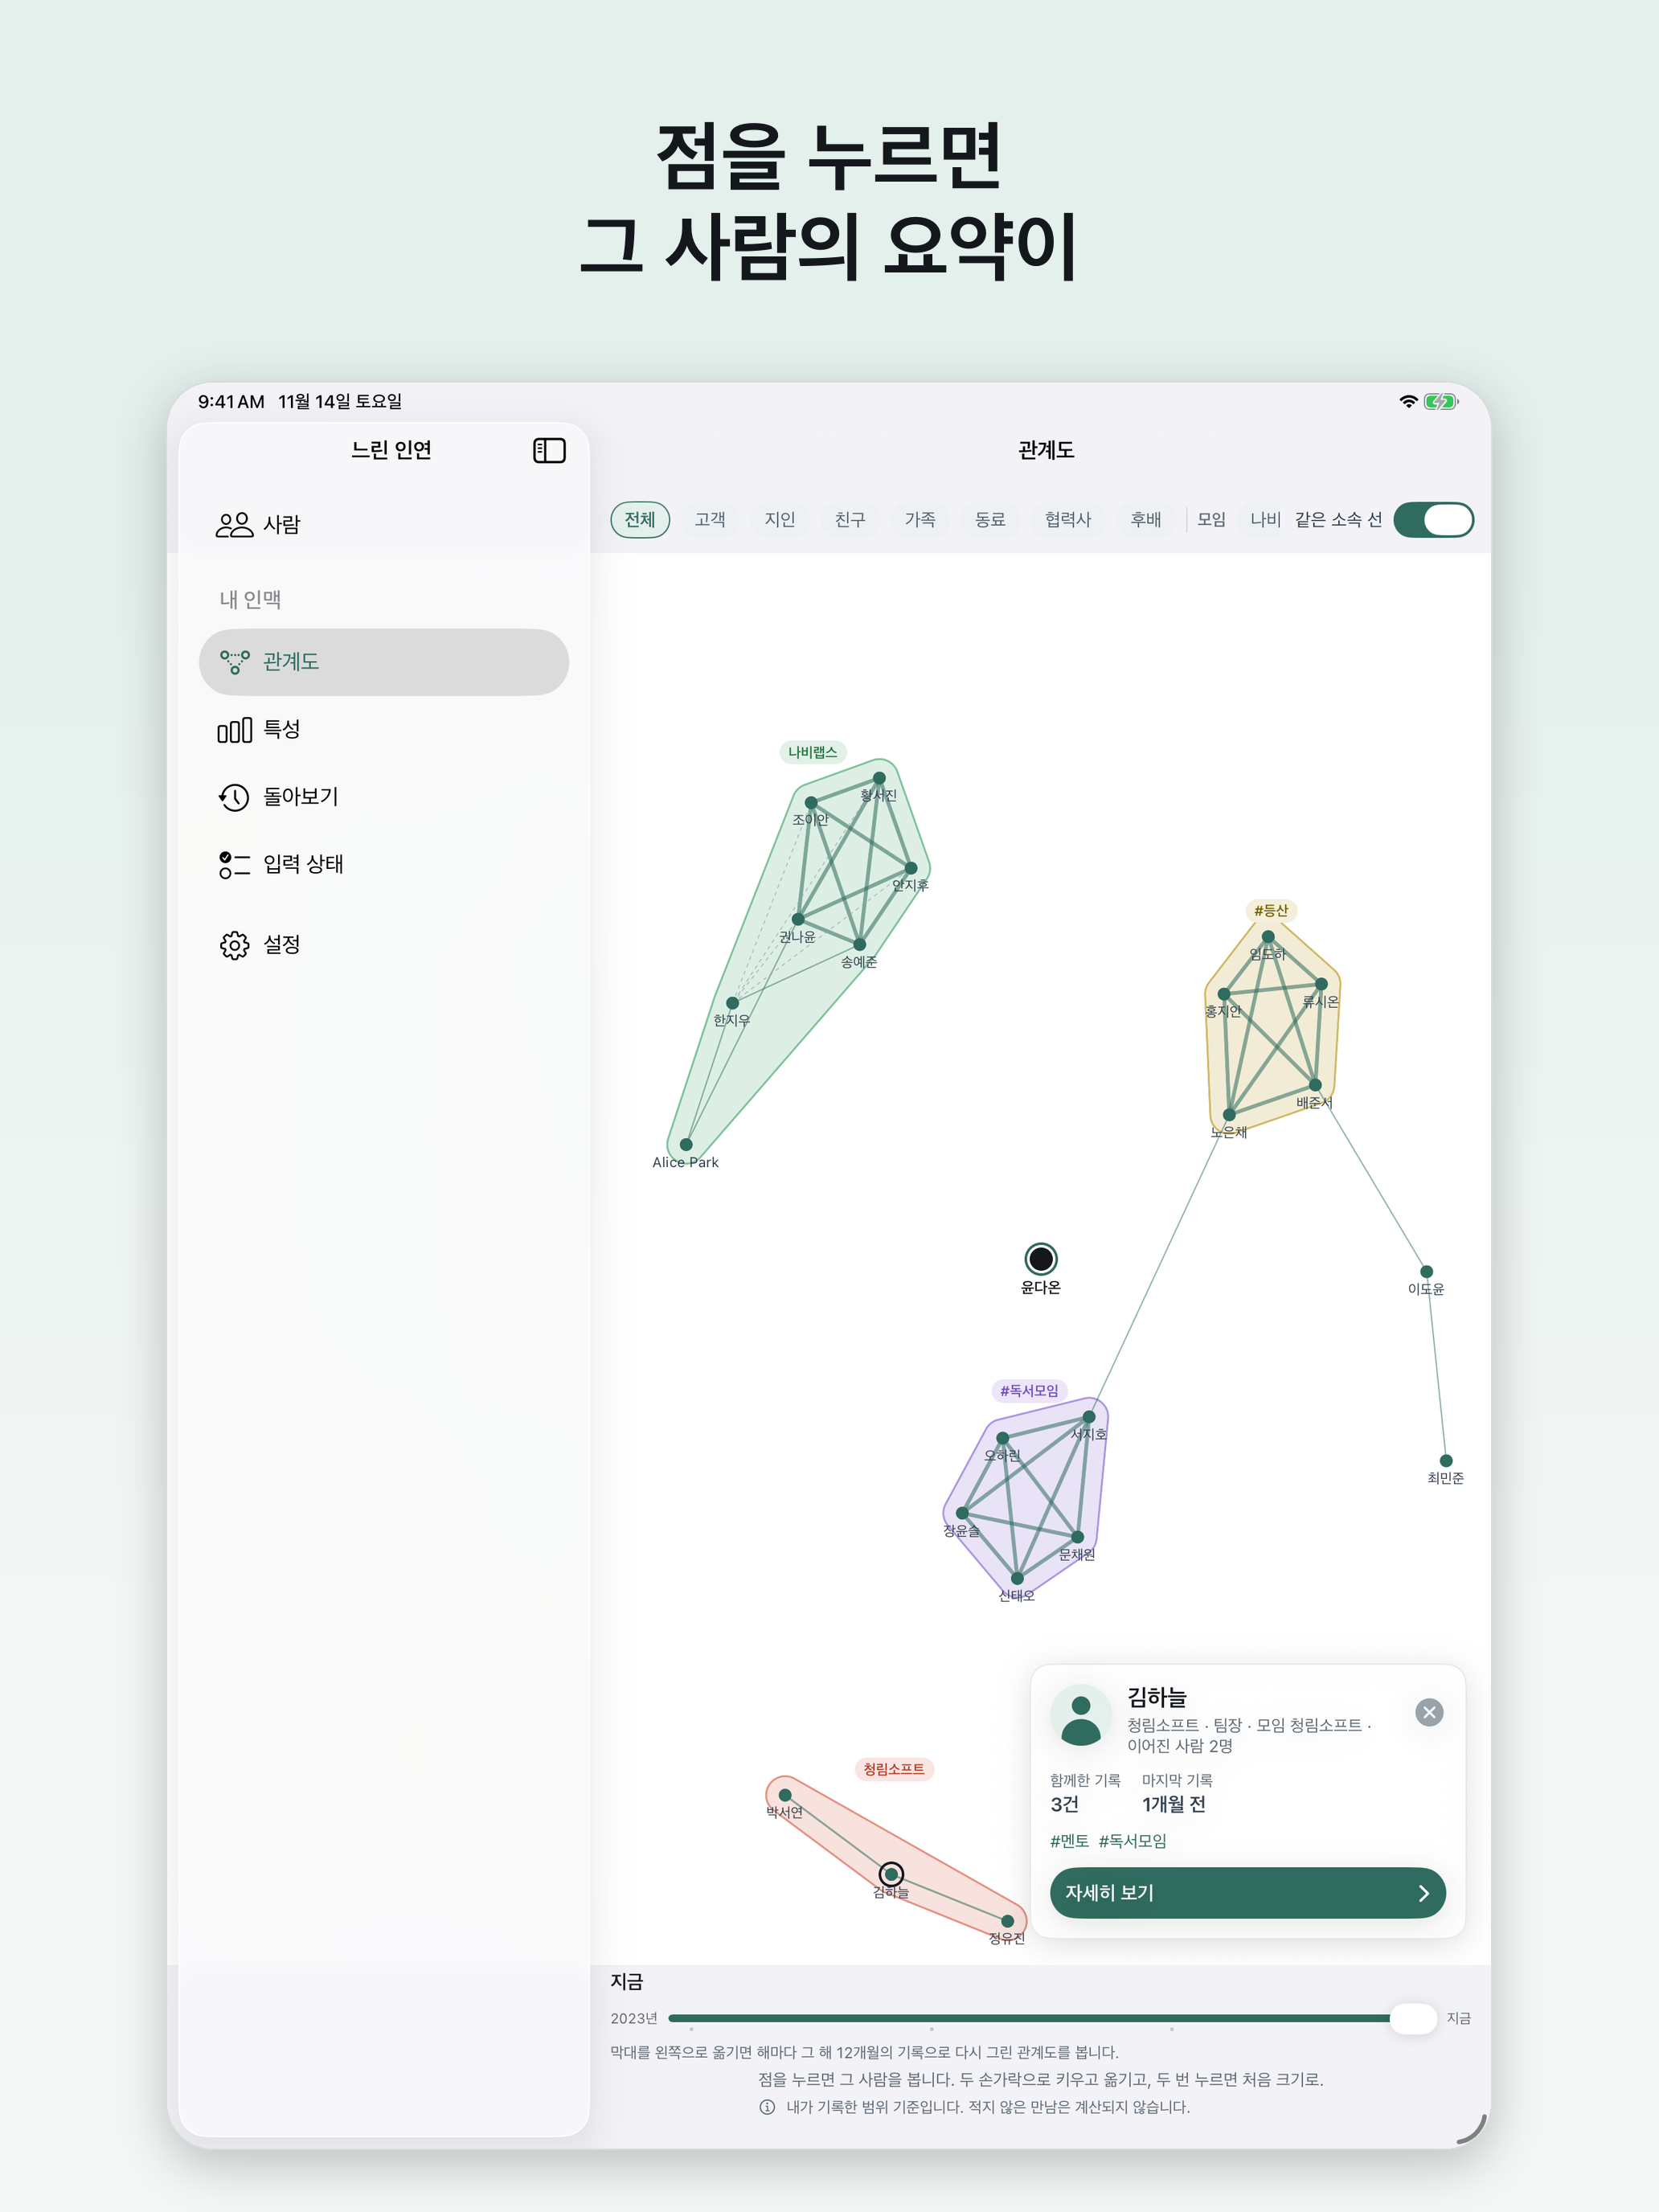 점을 누르면
그 사람의 요약이
9:41 AM 11월 14일 토요일
느린 인연
사람
내 인맥
관계도
특성
돌아보기
입력 상태
설정
관계도
전체 고객 지인 친구 가족 동료 협력사 후배 모임 나비 같은 소속 선
나비랩스
황서진
조이안
안지후
권나윤
송예준
한지우
Alice Park
#등산
임도하
류시온
홍지안
배준서
노은채
윤다온
이도윤
#독서모임
서지호
오하린
최민준
장윤슬
문채원
신태오
청림소프트
박서연
김하늘
정유진
김하늘
청림소프트 · 팀장 · 모임 청림소프트 ·
이어진 사람 2명
함께한 기록 마지막 기록
3건 1개월 전
#멘토 #독서모임
자세히 보기
지금
2023년 지금
막대를 왼쪽으로 옮기면 해마다 그 해 12개월의 기록으로 다시 그린 관계도를 봅니다.
점을 누르면 그 사람을 봅니다. 두 손가락으로 키우고 옮기고, 두 번 누르면 처음 크기로.
내가 기록한 범위 기준입니다. 적지 않은 만남은 계산되지 않습니다.